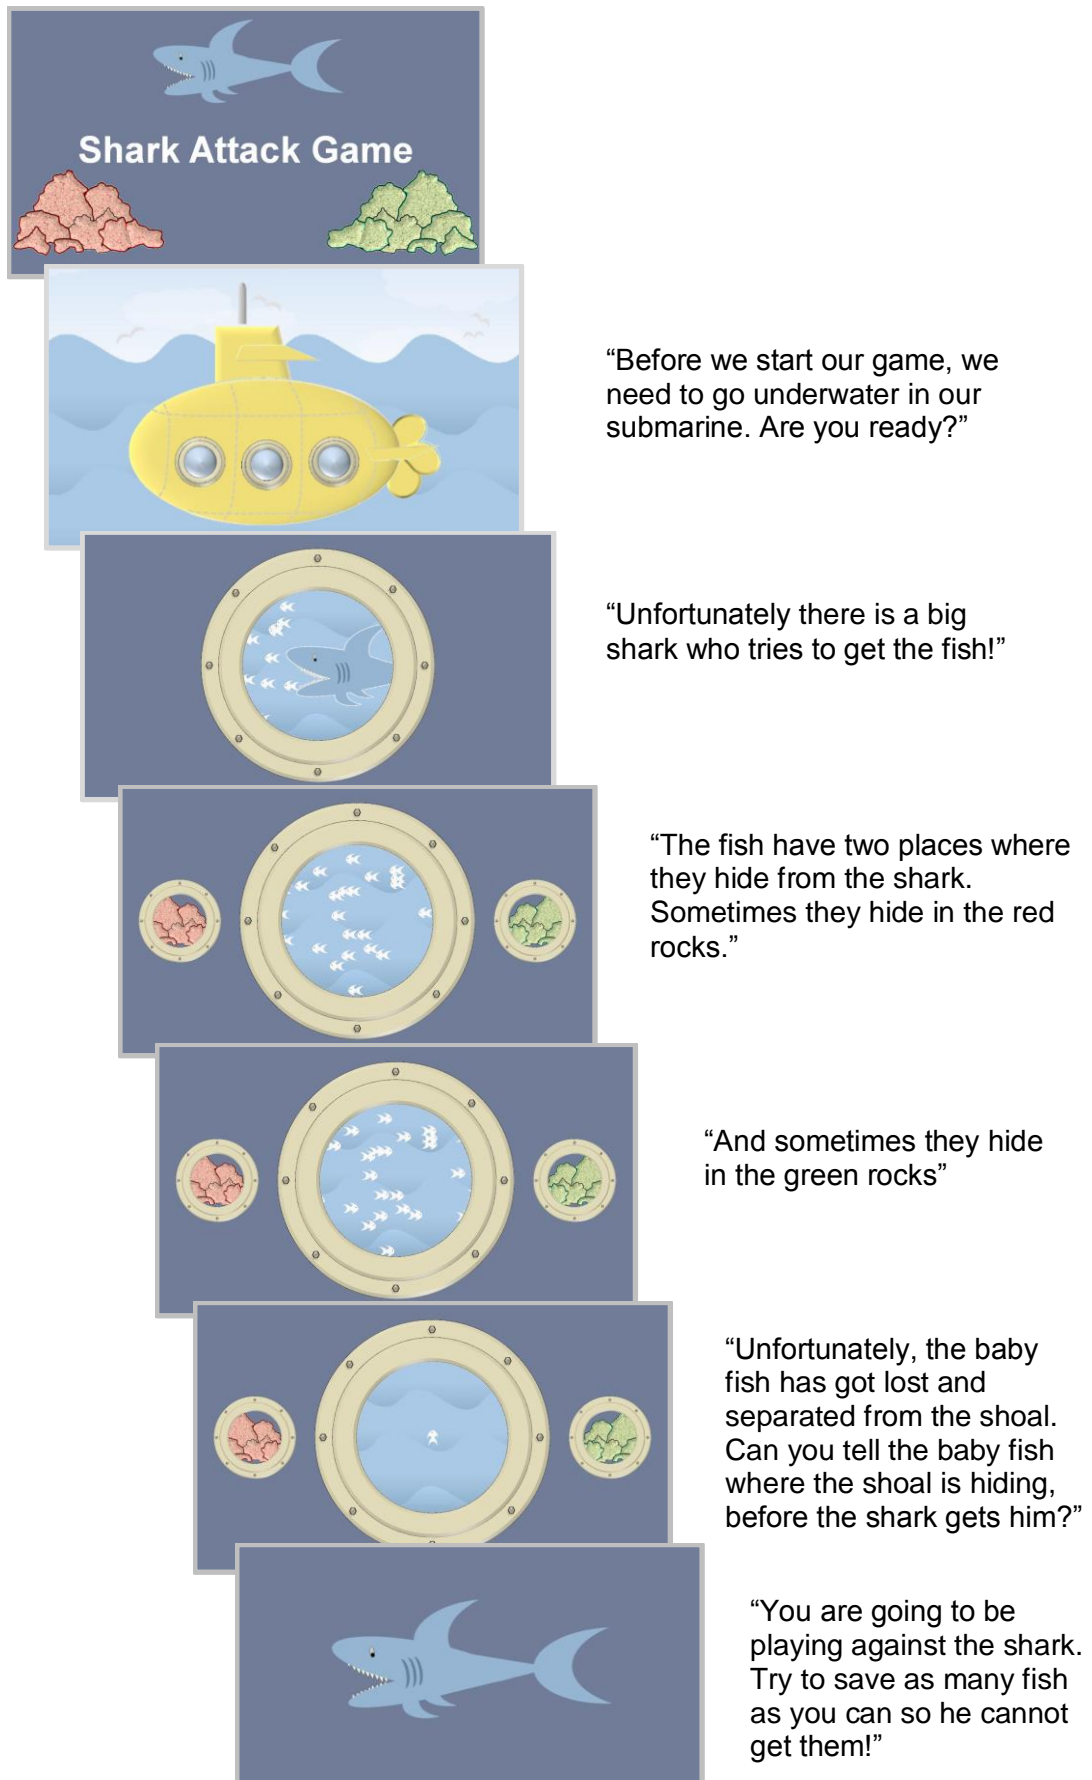 Shark Attack Game
“Before we start our game, we
need to go underwater in our
submarine. Are you ready?”
“Unfortunately there is a big
shark who tries to get the fish!”
“The fish have two places where
they hide from the shark.
Sometimes they hide in the red
rocks.”
“And sometimes they hide
in the green rocks”
“Unfortunately, the baby
fish has got lost and
separated from the shoal.
Can you tell the baby fish
where the shoal is hiding,
before the shark gets him?”
“You are going to be
playing against the shark.
Try to save as many fish
as you can so he cannot
get them!”